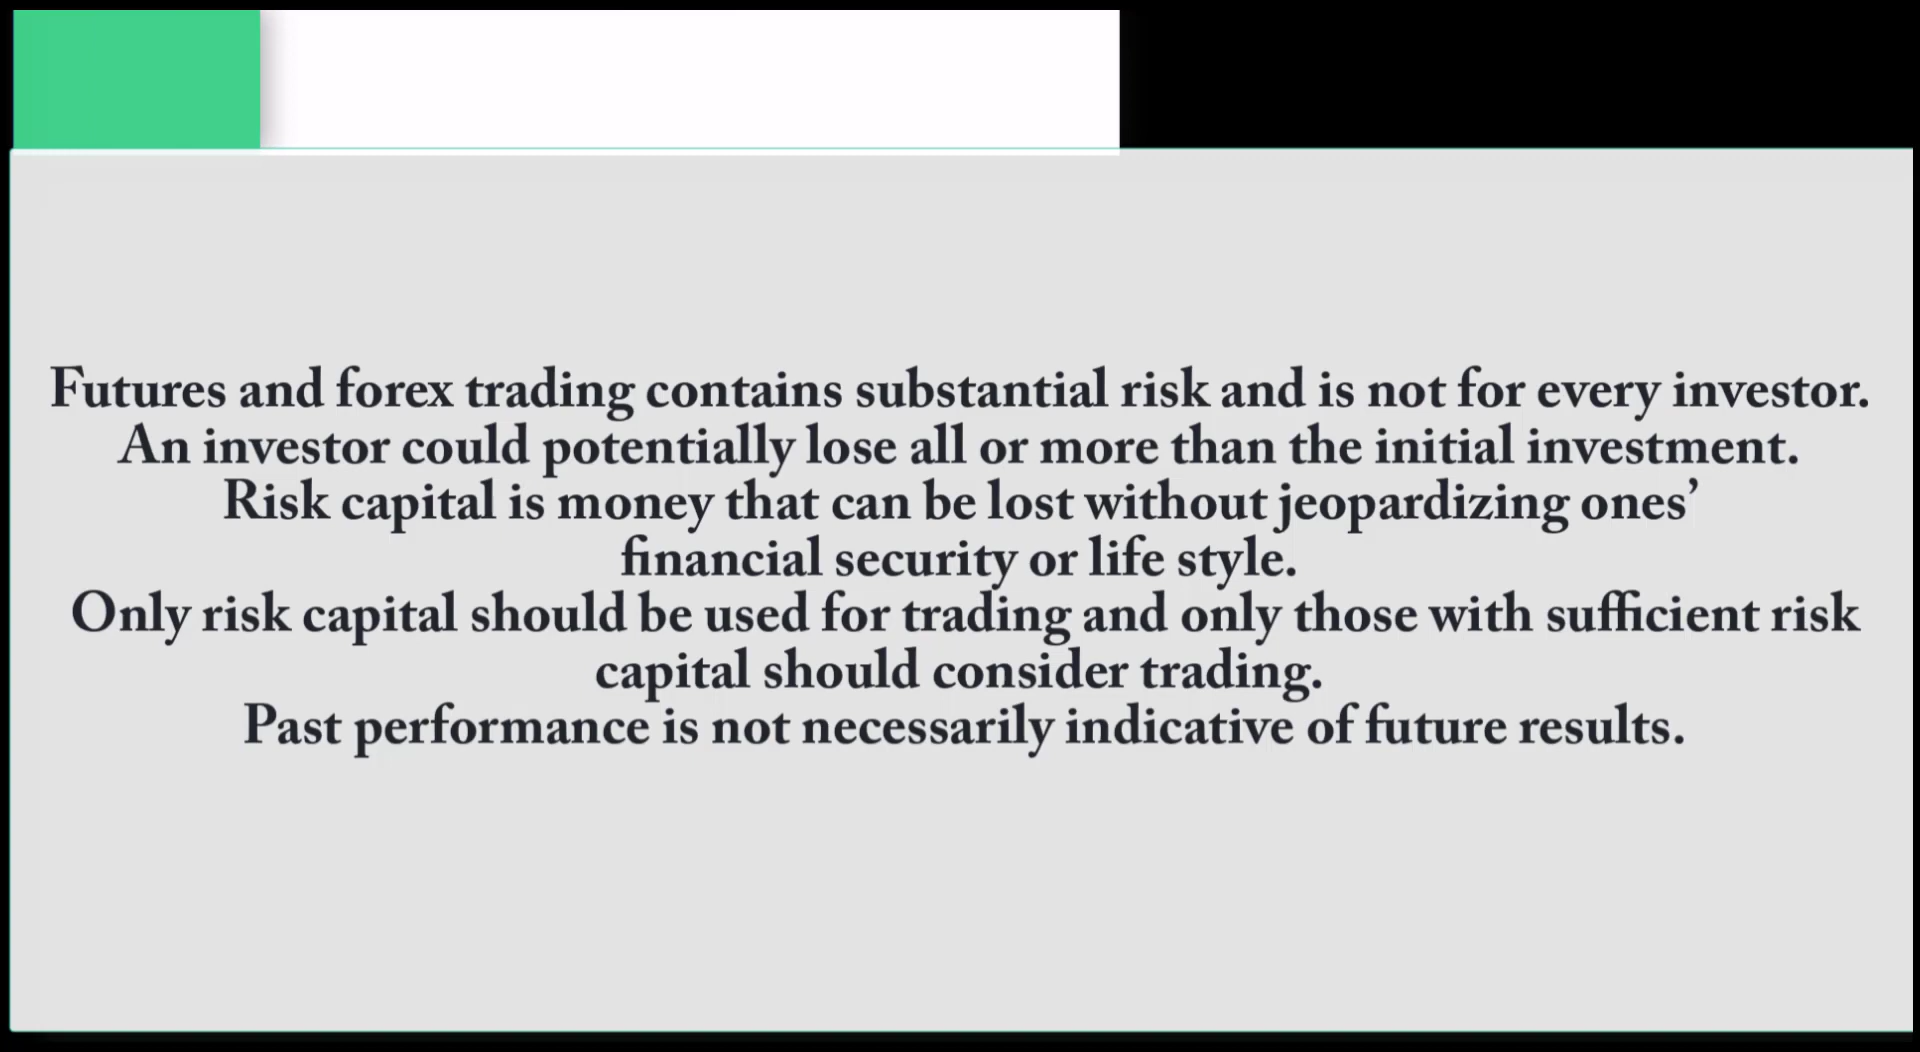 Futures and forex trading contains substantial risk and is not for every investor.
An investor could potentially lose all or more than the initial investment.
Risk capital is money that can be lost without jeopardizing ones’
financial security or life style.
Only risk capital should be used for trading and only those with sufficient risk
capital should consider trading.
Past performance is not necessarily indicative of future results.